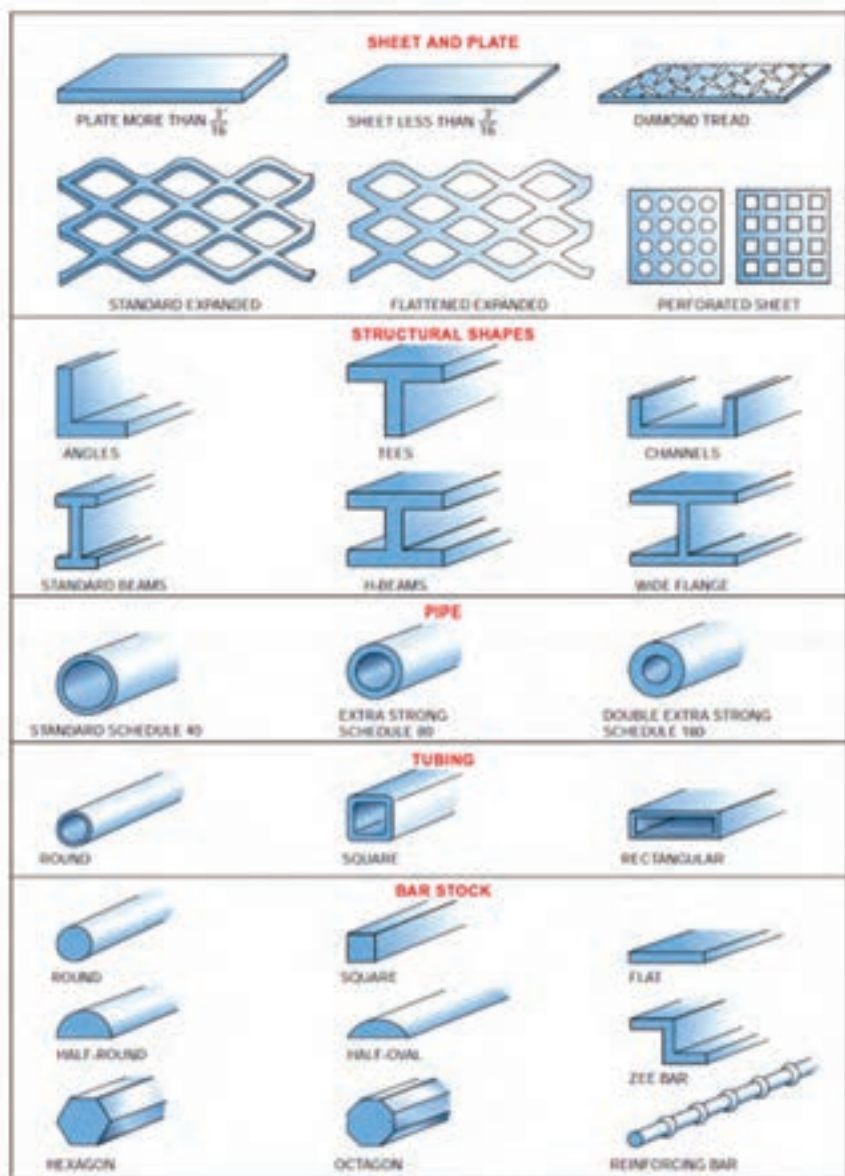 SHEET AND PLATE
PLATE MORE THAN 3"/16
SHEET LESS THAN 3"/16
DIAMOND TREAD
STANDARD EXPANDED
FLATTENED EXPANDED
PERFORATED SHEET
STRUCTURAL SHAPES
ANGLES
TEES
CHANNELS
STANDARD BEAMS
H-BEAMS
WIDE FLANGE
PIPE
STANDARD SCHEDULE 40
EXTRA STRONG
SCHEDULE 80
DOUBLE EXTRA STRONG
SCHEDULE 160
TUBING
ROUND
SQUARE
RECTANGULAR
BAR STOCK
ROUND
SQUARE
FLAT
HALF-ROUND
HALF-OVAL
ZEE BAR
HEXAGON
OCTAGON
REINFORCING BAR